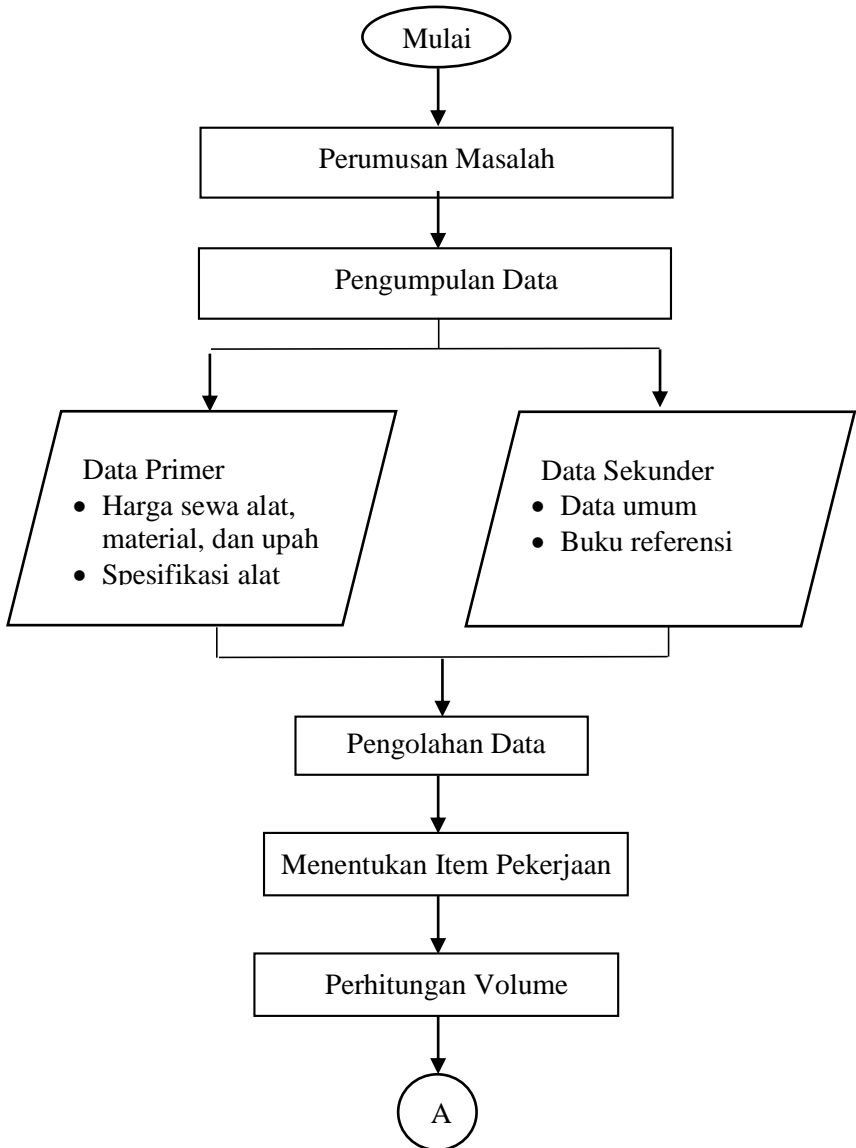 Mulai
Perumusan Masalah
Pengumpulan Data
Data Primer
• Harga sewa alat,
material, dan upah
• Spesifikasi alat
Data Sekunder
• Data umum
• Buku referensi
Pengolahan Data
Menentukan Item Pekerjaan
Perhitungan Volume
A